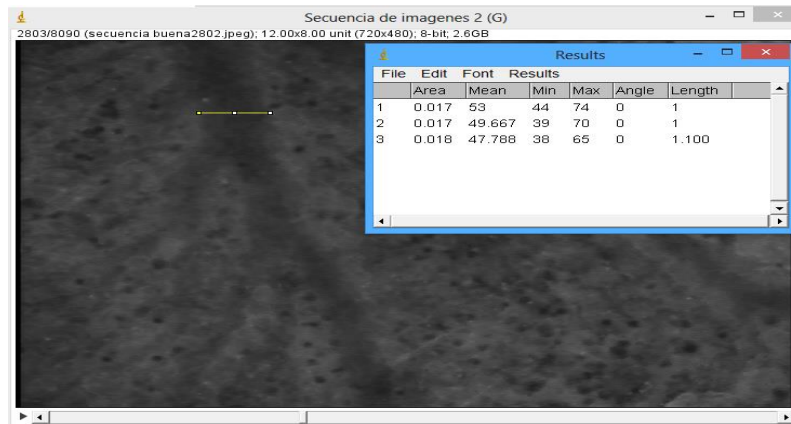 Secuencia de imagenes 2 (G)
2803/8090 (secuencia buena2802.jpeg); 12.00x8.00 unit (720x480); 8-bit; 2.6GB
Results
File Edit Font Results
Area Mean Min Max Angle Length
1 0.017 53 44 74 0 1
2 0.017 49.667 39 70 0 1
3 0.018 47.788 38 65 0 1.100